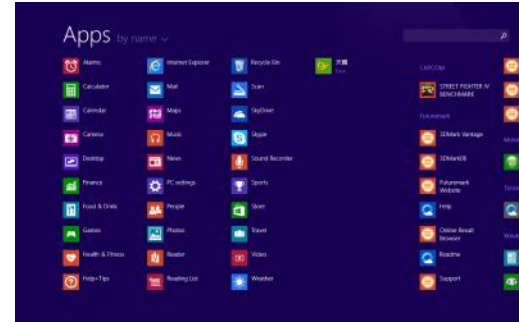 Apps by name
Alarms
Calculator
Calendar
Camera
Desktop
Finance
Food & Drink
Games
Health & Fitness
Help+Tips
Internet Explorer
Mail
Maps
Music
News
PC settings
People
Photos
Reader
Reading List
Recycle Bin
Scan
SkyDrive
Skype
Sound Recorder
Sports
Store
Travel
Video
Weather
CAPCOM
STREET FIGHTER IV
BENCHMARK
Futuremark
3DMark Vantage
3DMark06
Futuremark
Website
Help
Online Result
Browser
Readme
Support